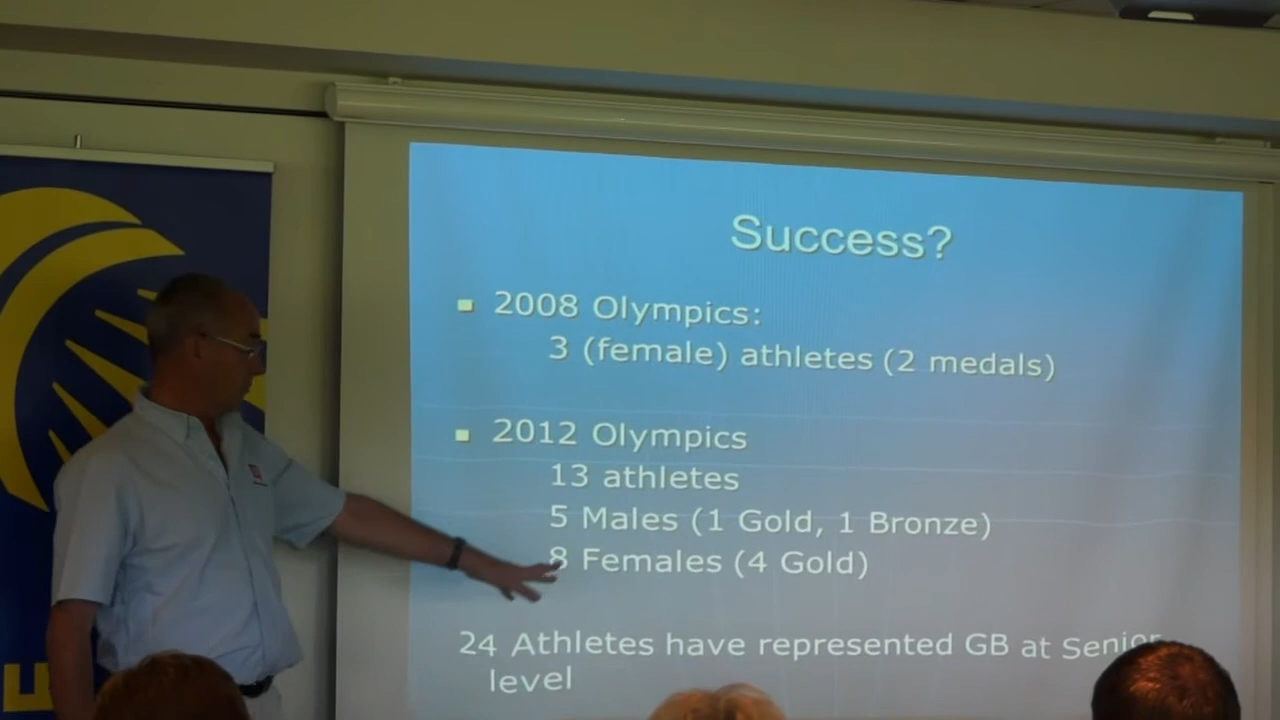 Success?
2008 Olympics:
3 (female) athletes (2 medals)
2012 Olympics
13 athletes
5 Males (1 Gold, 1 Bronze)
8 Females (4 Gold)
24 Athletes have represented GB at Senior
level
E